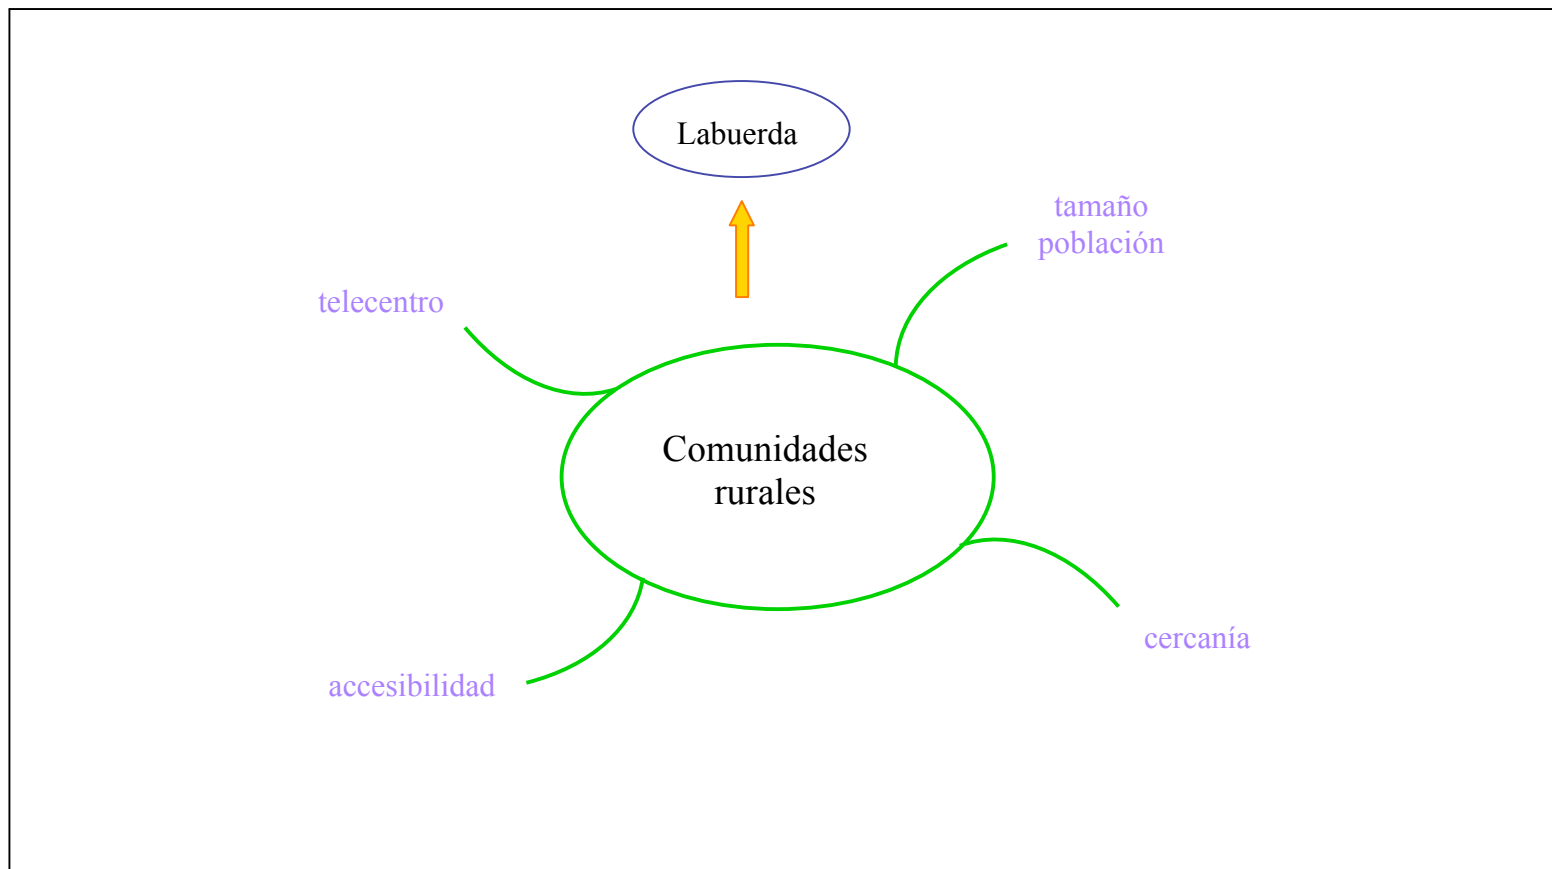 Labuerda
tamaño
población
telecentro
Comunidades
rurales
cercanía
accesibilidad